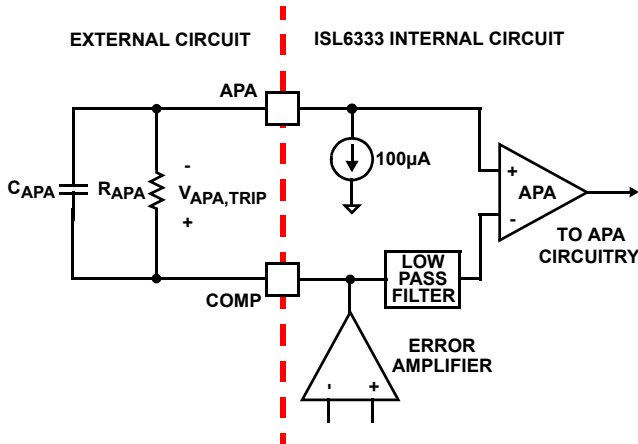 EXTERNAL CIRCUIT
ISL6333 INTERNAL CIRCUIT
APA
100µA
CAPA
RAPA
-
VAPA,TRIP
+
+
APA
-
TO APA
CIRCUITRY
LOW
PASS
FILTER
COMP
ERROR
AMPLIFIER
- +